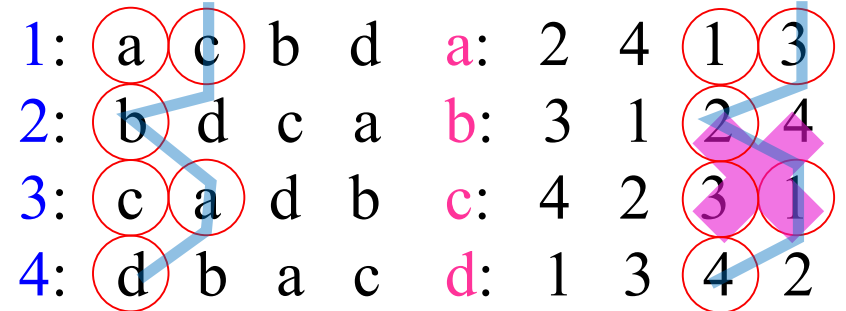 1: a c b d a: 2 4 1 3
2: b d c a b: 3 1 2 4
3: c a d b c: 4 2 3 1
4: d b a c d: 1 3 4 2